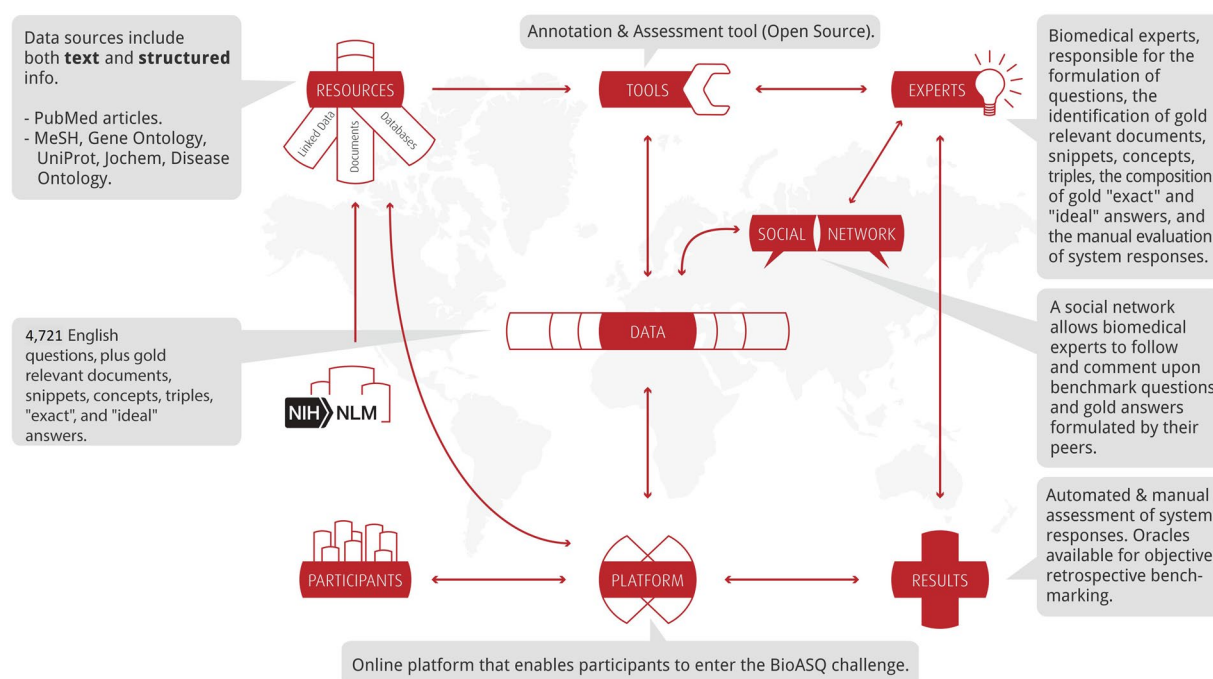 Data sources include
both text and structured
info.
- PubMed articles.
- MeSH, Gene Ontology,
UniProt, Jochem, Disease
Ontology.
RESOURCES
Linked Data
Documents
Databases
Annotation & Assessment tool (Open Source).
TOOLS
EXPERTS
Biomedical experts,
responsible for the
formulation of
questions, the
identification of gold
relevant documents,
snippets, concepts,
triples, the composition
of gold "exact" and
"ideal" answers, and
the manual evaluation
of system responses.
SOCIAL NETWORK
A social network
allows biomedical
experts to follow
and comment upon
benchmark questions
and gold answers
formulated by their
peers.
4,721 English
questions, plus gold
relevant documents,
snippets, concepts, triples,
"exact", and "ideal"
answers.
DATA
NIH NLM
PARTICIPANTS
PLATFORM
RESULTS
Automated & manual
assessment of system
responses. Oracles
available for objective
retrospective bench-
marking.
Online platform that enables participants to enter the BioASQ challenge.